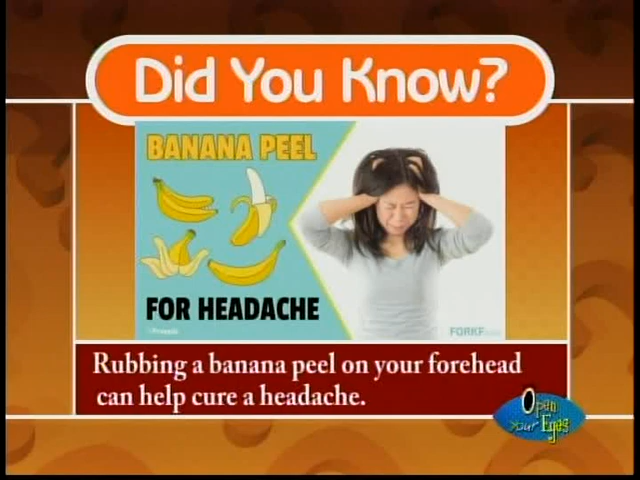 Did You Know?
BANANA PEEL
FOR HEADACHE
Rubbing a banana peel on your forehead
can help cure a headache.
Open
Your Eyes